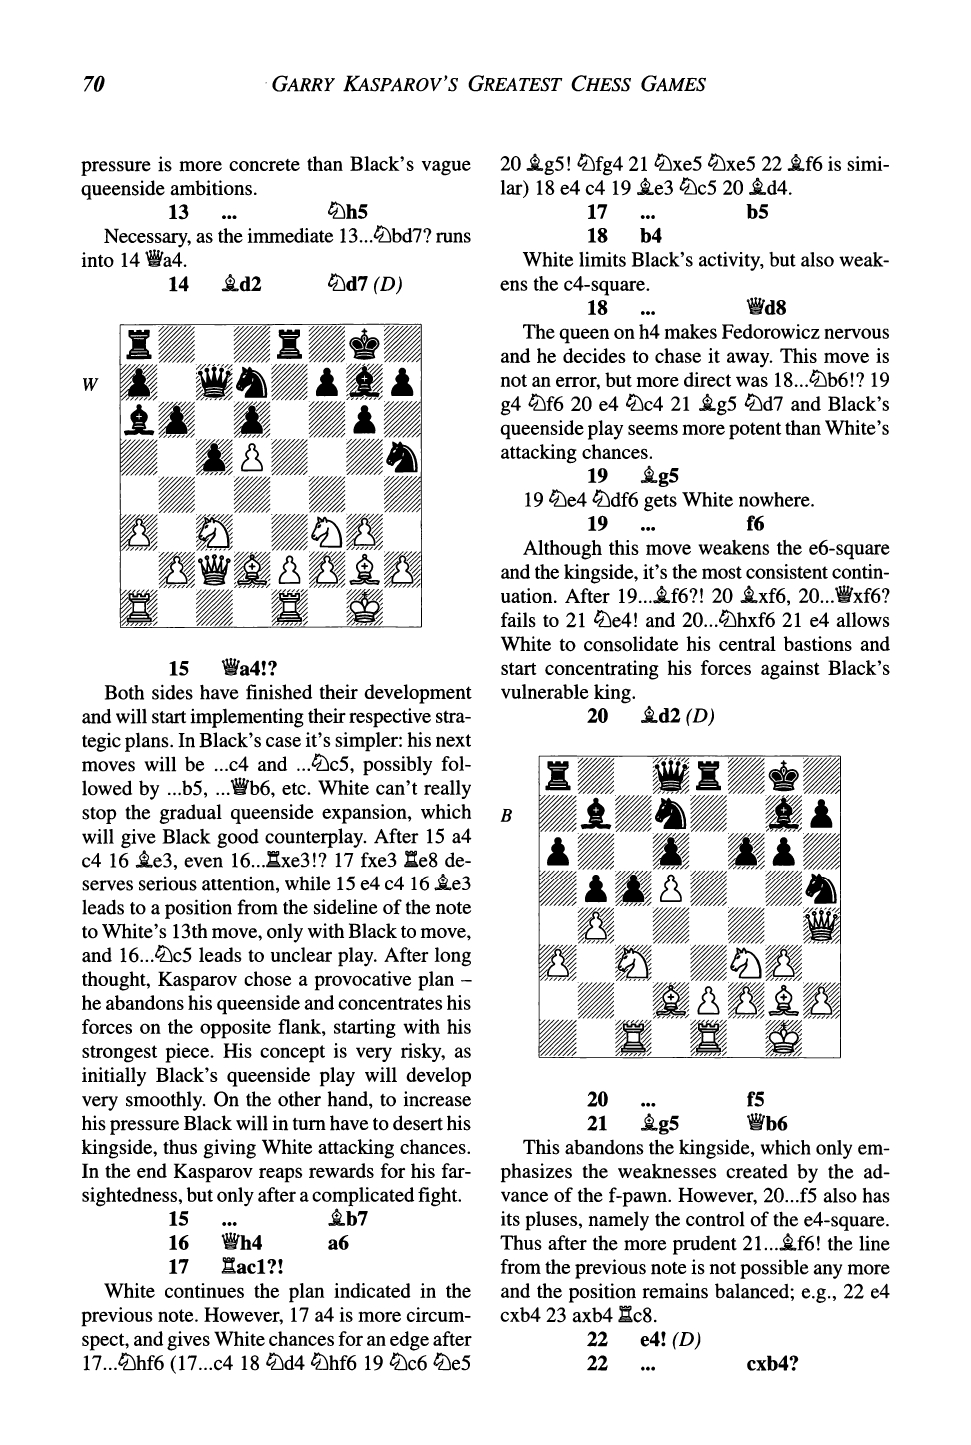 70 GARRY KASPAROV'S GREATEST CHESS GAMES
pressure is more concrete than Black's vague
queenside ambitions.
13 ... ♘h5
Necessary, as the immediate 13...♘bd7? runs
into 14 ♕a4.
14 ♗d2 ♘d7 (D)
W
15 ♕a4!?
Both sides have finished their development
and will start implementing their respective stra-
tegic plans. In Black's case it's simpler: his next
moves will be ...c4 and ...♘c5, possibly fol-
lowed by ...b5, ...♕b6, etc. White can't really
stop the gradual queenside expansion, which
will give Black good counterplay. After 15 a4
c4 16 ♗e3, even 16...♖xe3!? 17 fxe3 ♖e8 de-
serves serious attention, while 15 e4 c4 16 ♗e3
leads to a position from the sideline of the note
to White's 13th move, only with Black to move,
and 16...♘c5 leads to unclear play. After long
thought, Kasparov chose a provocative plan –
he abandons his queenside and concentrates his
forces on the opposite flank, starting with his
strongest piece. His concept is very risky, as
initially Black's queenside play will develop
very smoothly. On the other hand, to increase
his pressure Black will in turn have to desert his
kingside, thus giving White attacking chances.
In the end Kasparov reaps rewards for his far-
sightedness, but only after a complicated fight.
15 ... ♗b7
16 ♕h4 a6
17 ♖ac1?!
White continues the plan indicated in the
previous note. However, 17 a4 is more circum-
spect, and gives White chances for an edge after
17...♘hf6 (17...c4 18 ♘d4 ♘hf6 19 ♘c6 ♘e5
20 ♗g5! ♘fg4 21 ♘xe5 ♘xe5 22 ♗f6 is simi-
lar) 18 e4 c4 19 ♗e3 ♘c5 20 ♗d4.
17 ... b5
18 b4
White limits Black's activity, but also weak-
ens the c4-square.
18 ... ♕d8
The queen on h4 makes Fedorowicz nervous
and he decides to chase it away. This move is
not an error, but more direct was 18...♘b6!? 19
g4 ♘f6 20 e4 ♘c4 21 ♗g5 ♘d7 and Black's
queenside play seems more potent than White's
attacking chances.
19 ♗g5
19 ♘e4 ♘df6 gets White nowhere.
19 ... f6
Although this move weakens the e6-square
and the kingside, it's the most consistent contin-
uation. After 19...♗f6?! 20 ♗xf6, 20...♕xf6?
fails to 21 ♘e4! and 20...♘hxf6 21 e4 allows
White to consolidate his central bastions and
start concentrating his forces against Black's
vulnerable king.
20 ♗d2 (D)
B
20 ... f5
21 ♗g5 ♕b6
This abandons the kingside, which only em-
phasizes the weaknesses created by the ad-
vance of the f-pawn. However, 20...f5 also has
its pluses, namely the control of the e4-square.
Thus after the more prudent 21...♗f6! the line
from the previous note is not possible any more
and the position remains balanced; e.g., 22 e4
cxb4 23 axb4 ♖c8.
22 e4! (D)
22 ... cxb4?